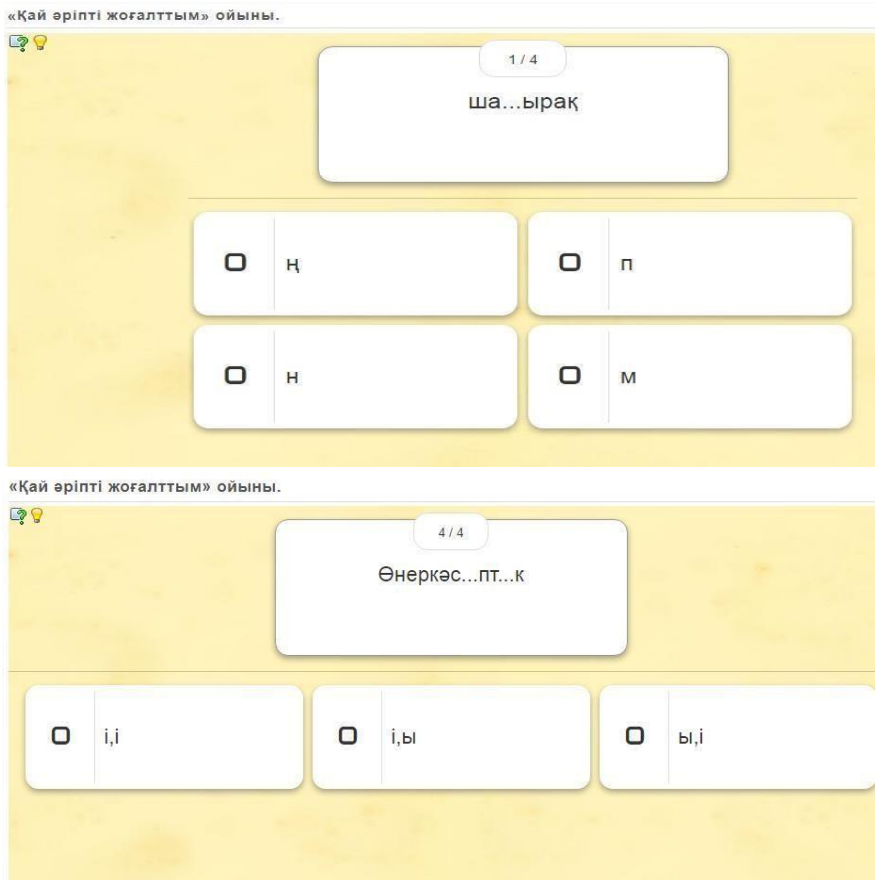 «Қай әріпті жоғалттым» ойыны.
1 / 4
ша...ырақ
ң
п
н
м
«Қай әріпті жоғалттым» ойыны.
4 / 4
Өнеркәс...пт...к
і,і
і,ы
ы,і